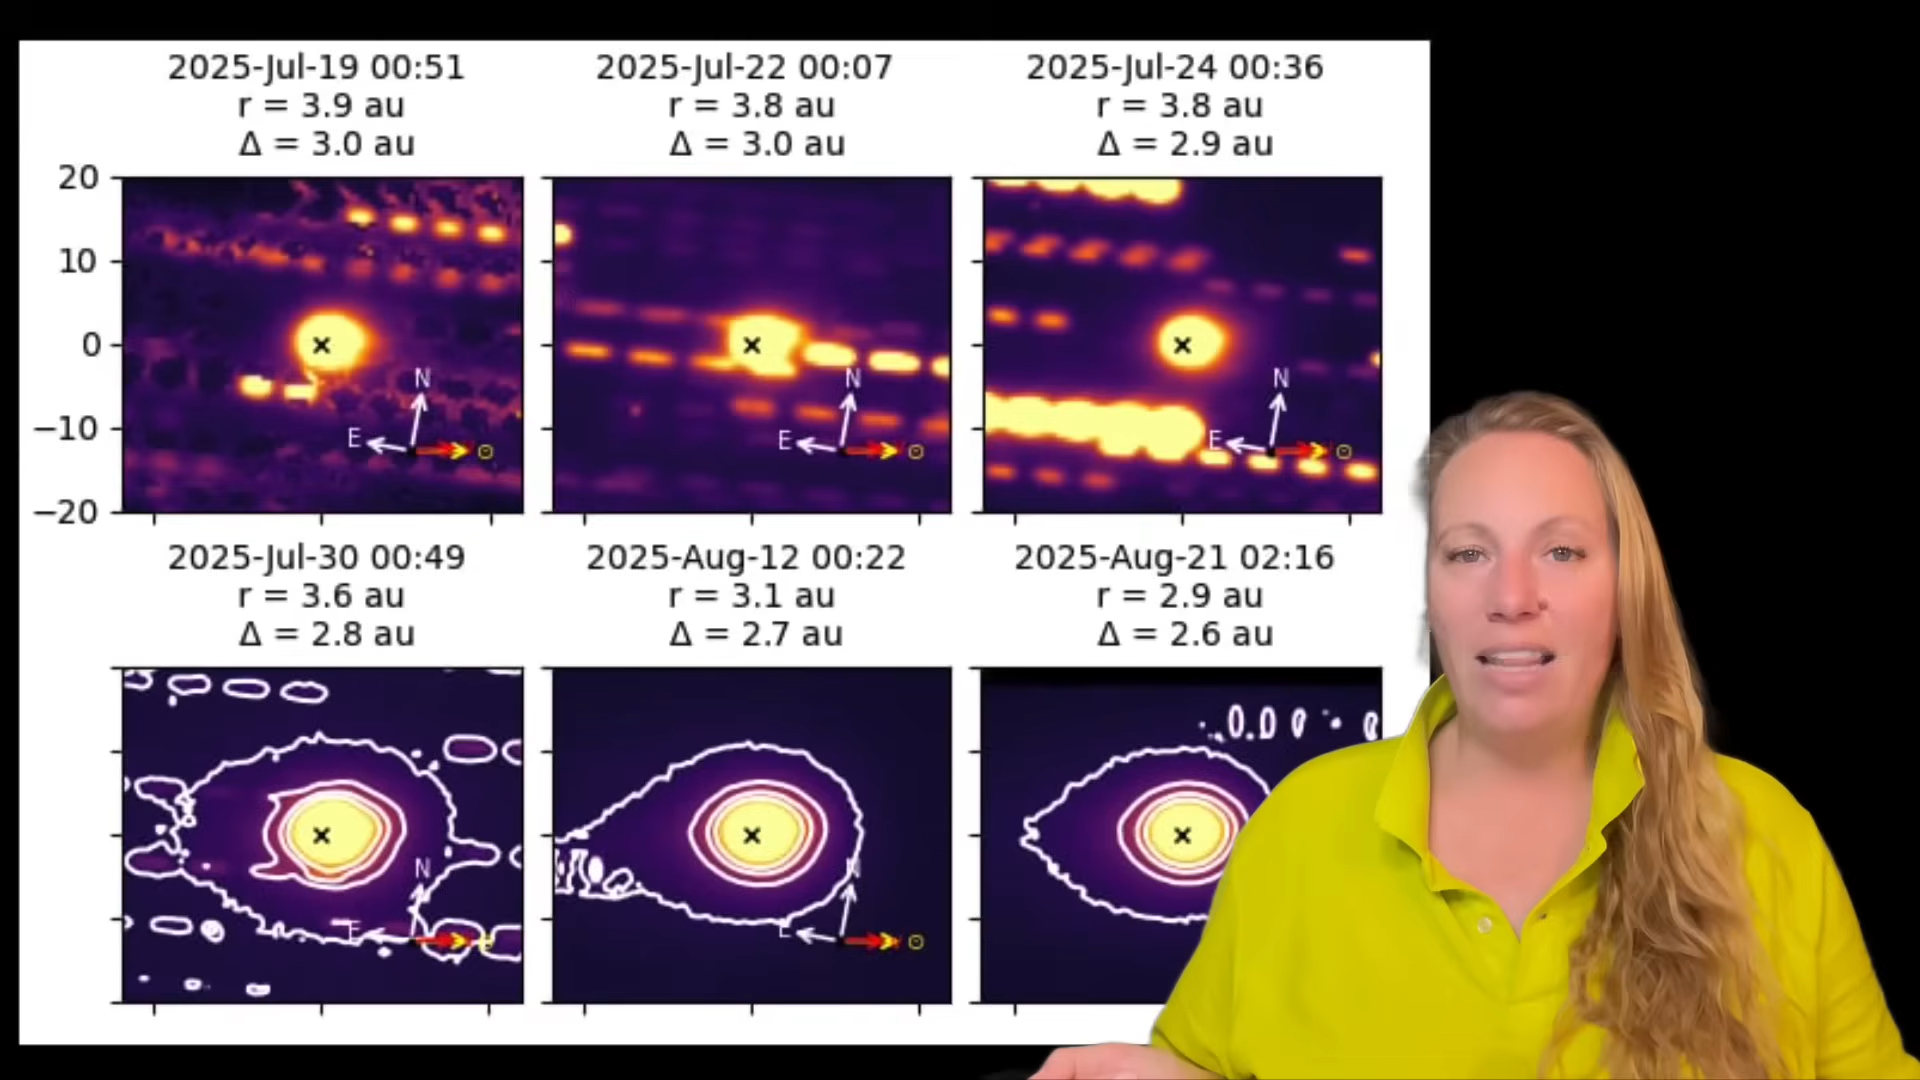 2025-Jul-19 00:51
r = 3.9 au
Δ = 3.0 au
2025-Jul-22 00:07
r = 3.8 au
Δ = 3.0 au
2025-Jul-24 00:36
r = 3.8 au
Δ = 2.9 au
20
10
0
−10
−20
N
E
N
E
N
E
2025-Jul-30 00:49
r = 3.6 au
Δ = 2.8 au
2025-Aug-12 00:22
r = 3.1 au
Δ = 2.7 au
2025-Aug-21 02:16
r = 2.9 au
Δ = 2.6 au
N
E
N
E